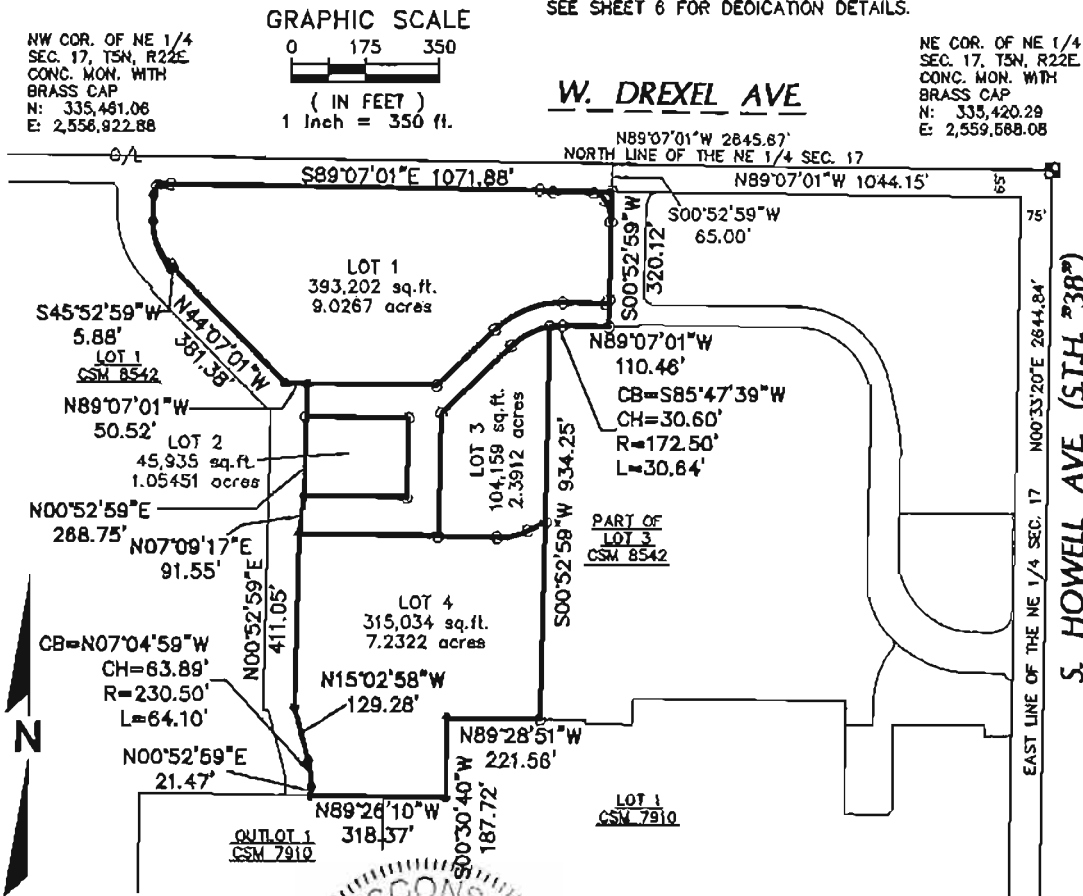 SEE SHEET 6 FOR DEDICATION DETAILS.
GRAPHIC SCALE
0 175 350
( IN FEET )
1 Inch = 350 ft.
NW COR. OF NE 1/4
SEC. 17, T5N, R22E
CONC. MON. WITH
BRASS CAP
N: 335,461.06
E: 2,556,922.88
NE COR. OF NE 1/4
SEC. 17, T5N, R22E
CONC. MON. WITH
BRASS CAP
N: 335,420.29
E: 2,559,568.08
W. DREXEL AVE
N89°07'01"W 2645.67'
NORTH LINE OF THE NE 1/4 SEC. 17
S89°07'01"E 1071.88'
N89°07'01"W 1044.15'
65'
75'
S00°52'59"W
65.00'
S00°52'59"W
320.12'
LOT 1
393,202 sq.ft.
9.0267 acres
S45°52'59"W
5.88'
N44°07'01"W
381.38'
LOT 1
CSM 8542
N89°07'01"W
50.52'
N89°07'01"W
110.46'
CB=S85°47'39"W
CH=30.60'
R=172.50'
L=30.64'
LOT 2
45,935 sq.ft.
1.05451 acres
LOT 3
104,159 sq.ft.
2.3912 acres
S00°52'59"W 934.25'
N00°52'59"E
268.75'
N07°09'17"E
91.55'
PART OF
LOT 3
CSM 8542
N00°52'59"E
411.05'
LOT 4
315,034 sq.ft.
7.2322 acres
CB=N07°04'59"W
CH=63.89'
R=230.50'
L=64.10'
N15°02'58"W
129.28'
N00°52'59"E
21.47'
N89°28'51"W
221.56'
N89°26'10"W
318.37'
S00°30'40"W
187.72'
OUTLOT 1
CSM 7910
LOT 1
CSM 7910
N00°33'20"E 2644.84'
EAST LINE OF THE NE 1/4 SEC. 17
S. HOWELL AVE (STH. "38")
N
SCONS